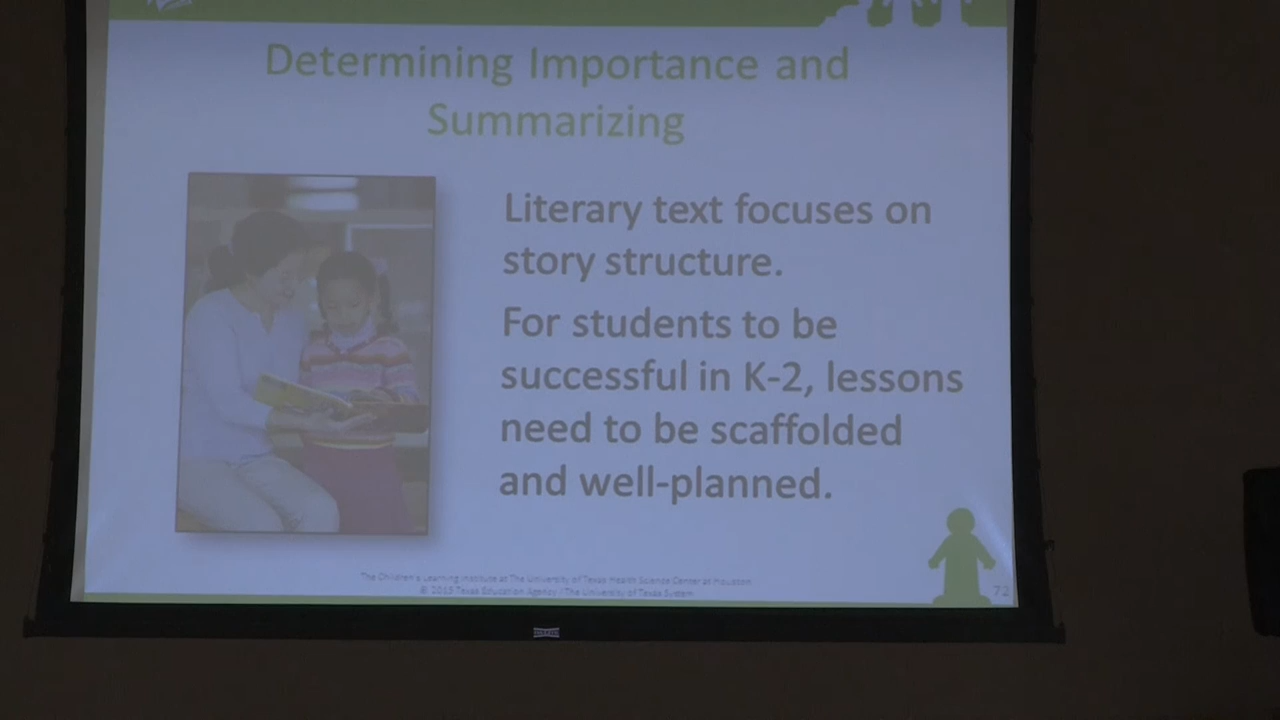 Determining Importance and
Summarizing
Literary text focuses on
story structure.
For students to be
successful in K-2, lessons
need to be scaffolded
and well-planned.
The Children's Learning Institute at The University of Texas Health Science Center at Houston
© 2013 Texas Education Agency / The University of Texas System
72